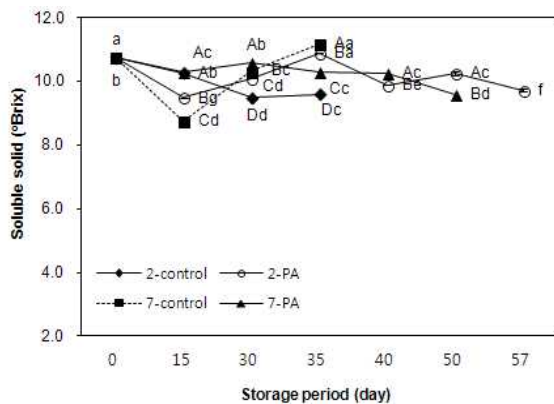 12.0
10.0
8.0
6.0
4.0
2.0
Soluble solid (°Brix)
a
b
Ac
Ab
Bg
Cd
Ab
Bc
Cd
Dd
Aa
Ba
Cc
Dc
Ac
Be
Ac
Bd
f
2-control 2-PA
7-control 7-PA
0 15 30 35 40 50 57
Storage period (day)